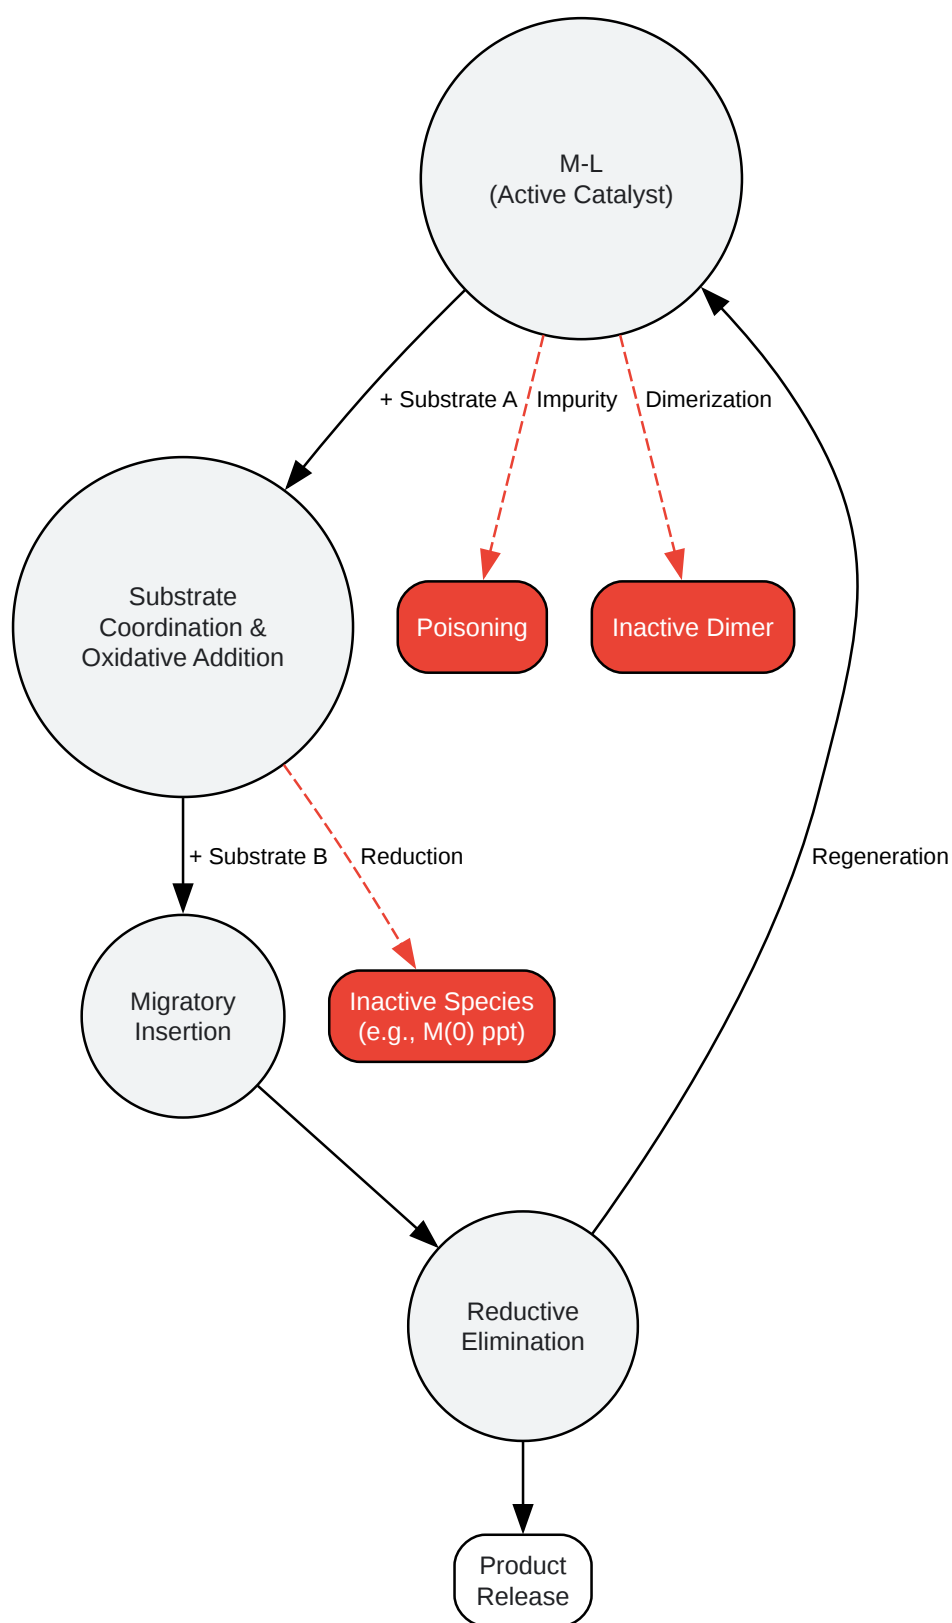 M-L
(Active Catalyst)
+ Substrate A
Impurity
Dimerization
Substrate
Coordination &
Oxidative Addition
Poisoning
Inactive Dimer
+ Substrate B
Reduction
Regeneration
Migratory
Insertion
Inactive Species
(e.g., M(0) ppt)
Reductive
Elimination
Product
Release